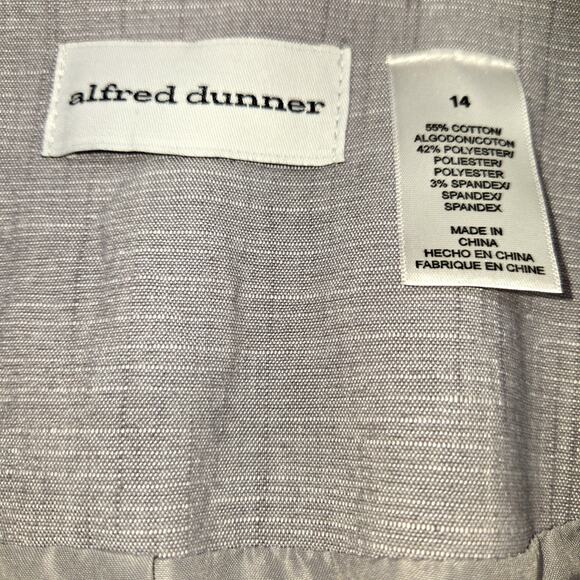 alfred dunner
14
55% COTTON/
ALGODON/COTON
42% POLYESTER/
POLIESTER/
POLYESTER
3% SPANDEX/
SPANDEX/
SPANDEX
MADE IN
CHINA
HECHO EN CHINA
FABRIQUE EN CHINE